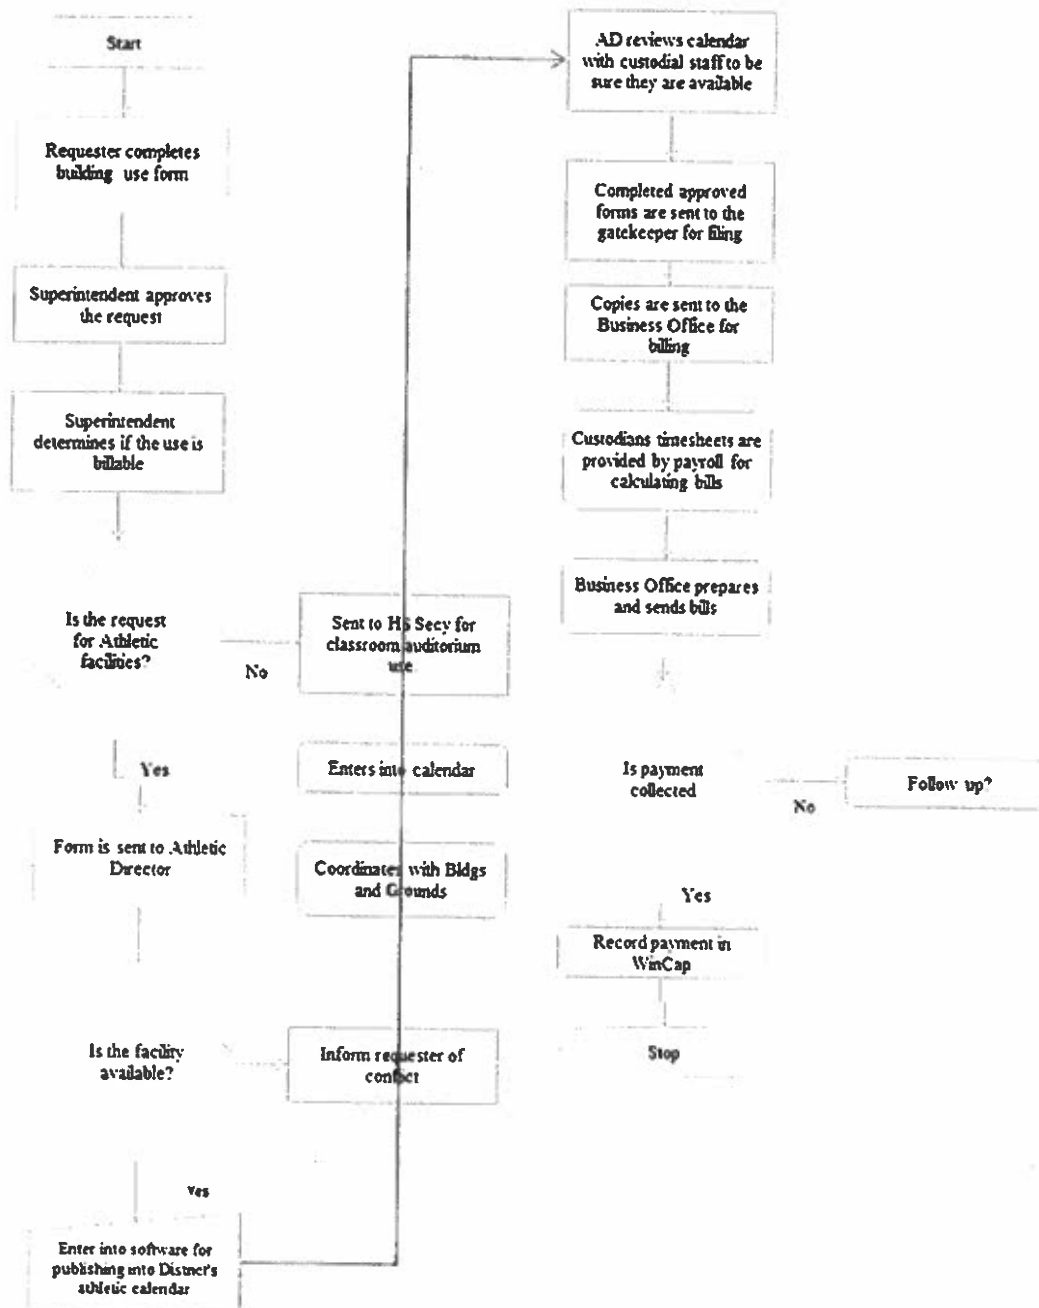 Start
Requester completes
building use form
Superintendent approves
the request
Superintendent
determines if the use is
billable
Is the request
for Athletic
facilities?
No
Sent to HS Secy for
classroom auditorium
use
Yes
Enters into calendar
Form is sent to Athletic
Director
Coordinates with Bldgs
and Grounds
Is the facility
available?
Inform requester of
conflict
Yes
Enter into software for
publishing into District's
athletic calendar
AD reviews calendar
with custodial staff to be
sure they are available
Completed approved
forms are sent to the
gatekeeper for filing
Copies are sent to the
Business Office for
billing
Custodians timesheets are
provided by payroll for
calculating bills
Business Office prepares
and sends bills
Is payment
collected
No
Follow up?
Yes
Record payment in
WinCap
Stop